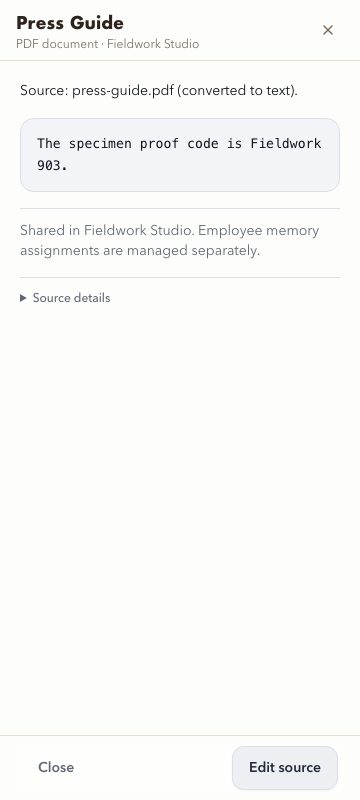 Press Guide
PDF document · Fieldwork Studio
Source: press-guide.pdf (converted to text).
The specimen proof code is Fieldwork
903.
Shared in Fieldwork Studio. Employee memory
assignments are managed separately.
Source details
Close
Edit source